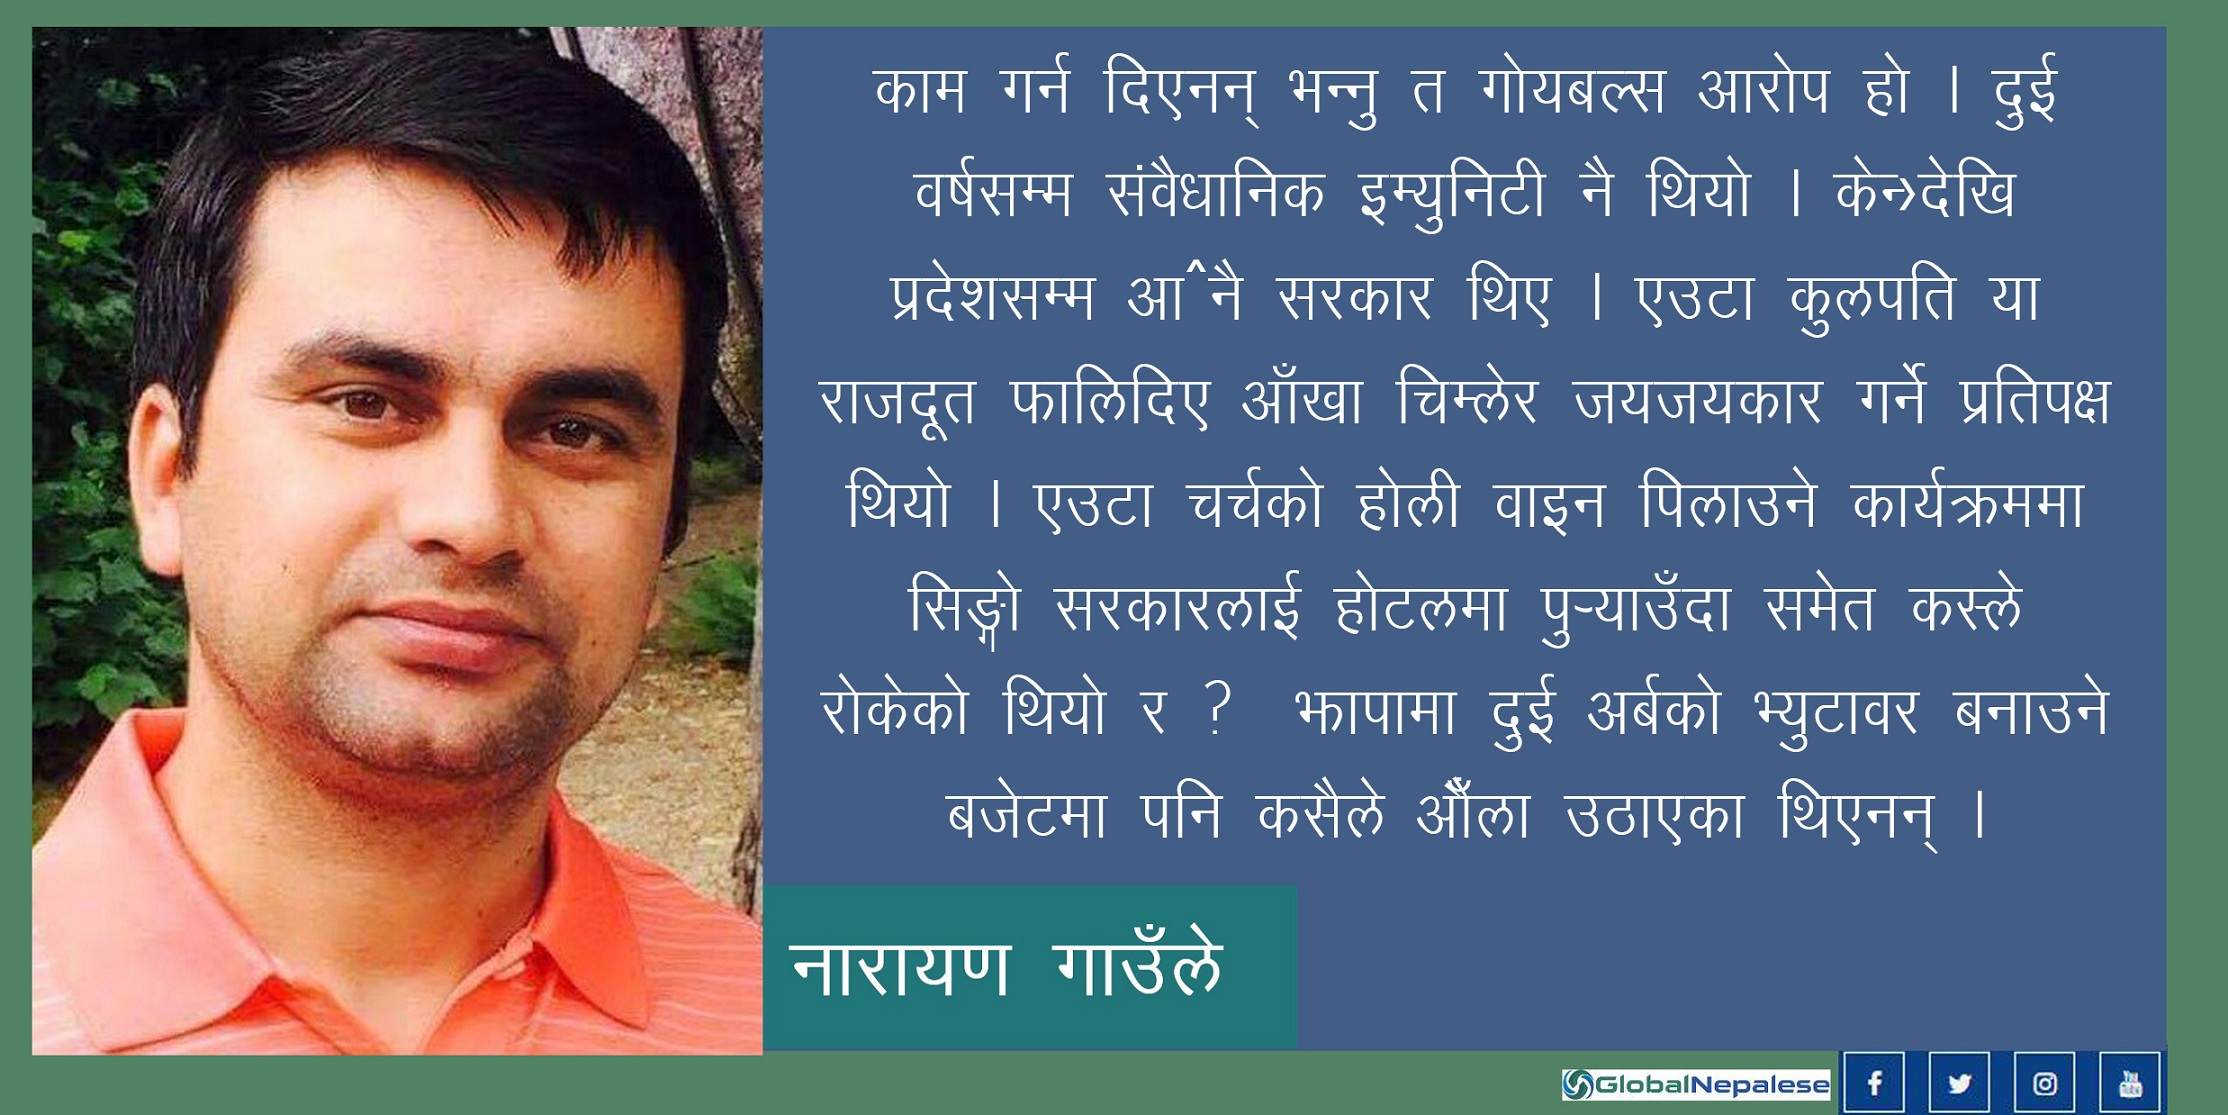 काम गर्न दिएनन् भन्नु त गोयबल्स आरोप हो । दुई
वर्षसम्म संवैधानिक इम्युनिटी नै थियो । केन्>देखि
प्रदेशसम्म आ^नै सरकार थिए । एउटा कुलपति या
राजदूत फालिदिए आँखा चिम्लेर जयजयकार गर्ने प्रतिपक्ष
थियो । एउटा चर्चको होली वाइन पिलाउने कार्यक्रममा
सिङ्गो सरकारलाई होटलमा पुऱ्याउँदा समेत कस्ले
रोकेको थियो र ? झापामा दुई अर्बको भ्युटावर बनाउने
बजेटमा पनि कसैले औँला उठाएका थिएनन् ।
नारायण गाउँले
GlobalNepalese
You Tube